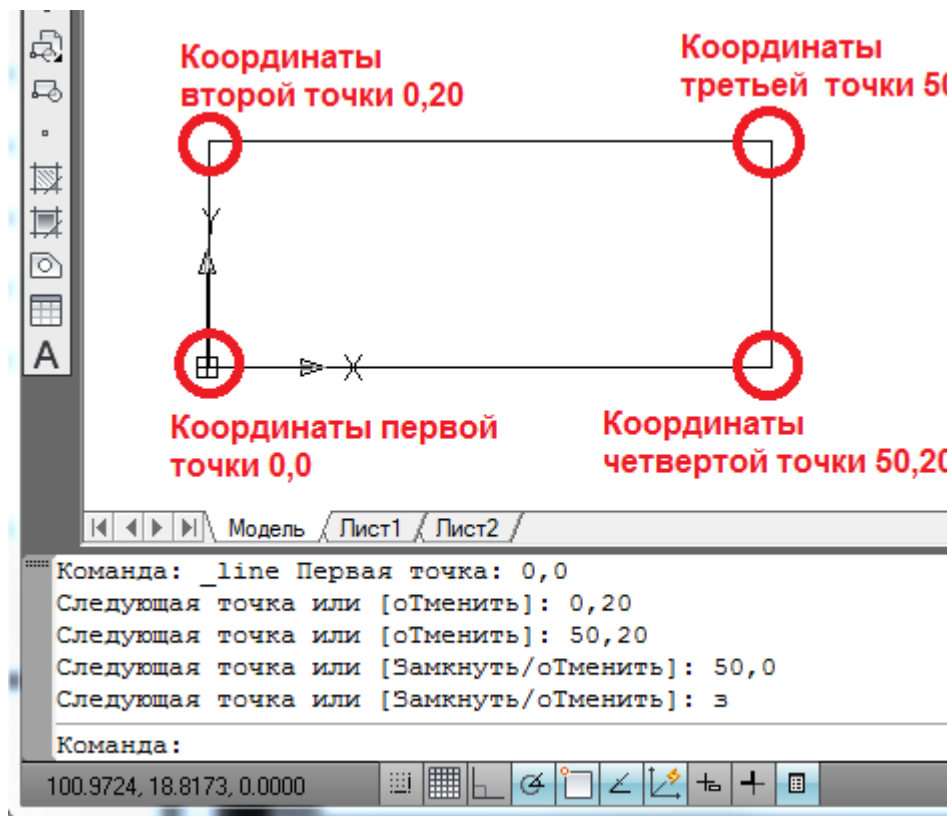 Координаты
второй точки 0,20
Координаты
третьей точки 50
Y
X
A
Координаты первой
точки 0,0
Координаты
четвертой точки 50,20
Модель Лист1 Лист2
Команда: _line Первая точка: 0,0
Следующая точка или [оТменить]: 0,20
Следующая точка или [оТменить]: 50,20
Следующая точка или [Замкнуть/оТменить]: 50,0
Следующая точка или [Замкнуть/оТменить]: з
Команда:
100.9724, 18.8173, 0.0000